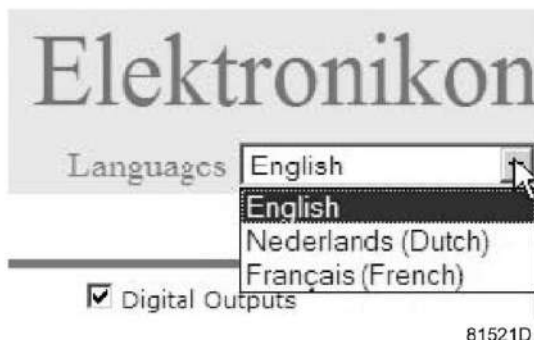 Elektronikon
Languages English
English
Nederlands (Dutch)
Français (French)
Digital Outputs
81521D